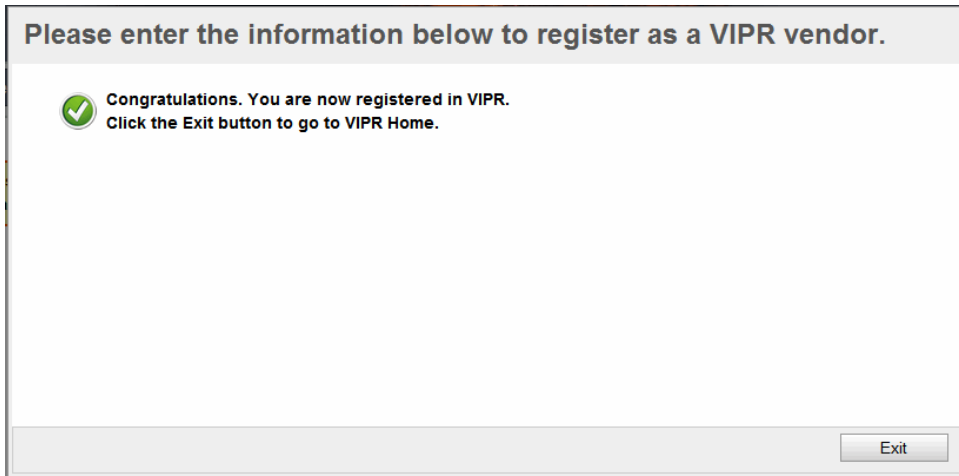 Please enter the information below to register as a VIPR vendor.
Congratulations. You are now registered in VIPR.
Click the Exit button to go to VIPR Home.
Exit